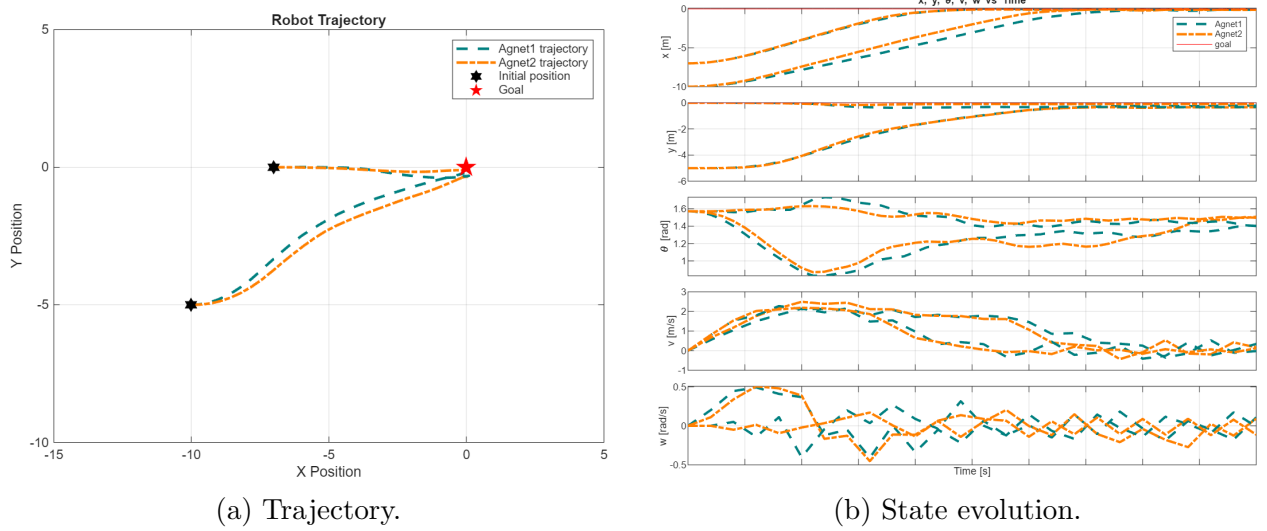 Robot Trajectory
5
0
-5
-10
-15
-10
-5
0
5
Y Position
X Position
Agnet1 trajectory
Agnet2 trajectory
Initial position
Goal
(a) Trajectory.
x, y, θ, v, w vs Time
0
-5
-10
x [m]
Agnet1
Agnet2
goal
0
-2
-4
-6
y [m]
1.6
1.4
1.2
1
θ [rad]
3
2
1
0
-1
v [m/s]
0.5
0
-0.5
w [rad/s]
Time [s]
(b) State evolution.